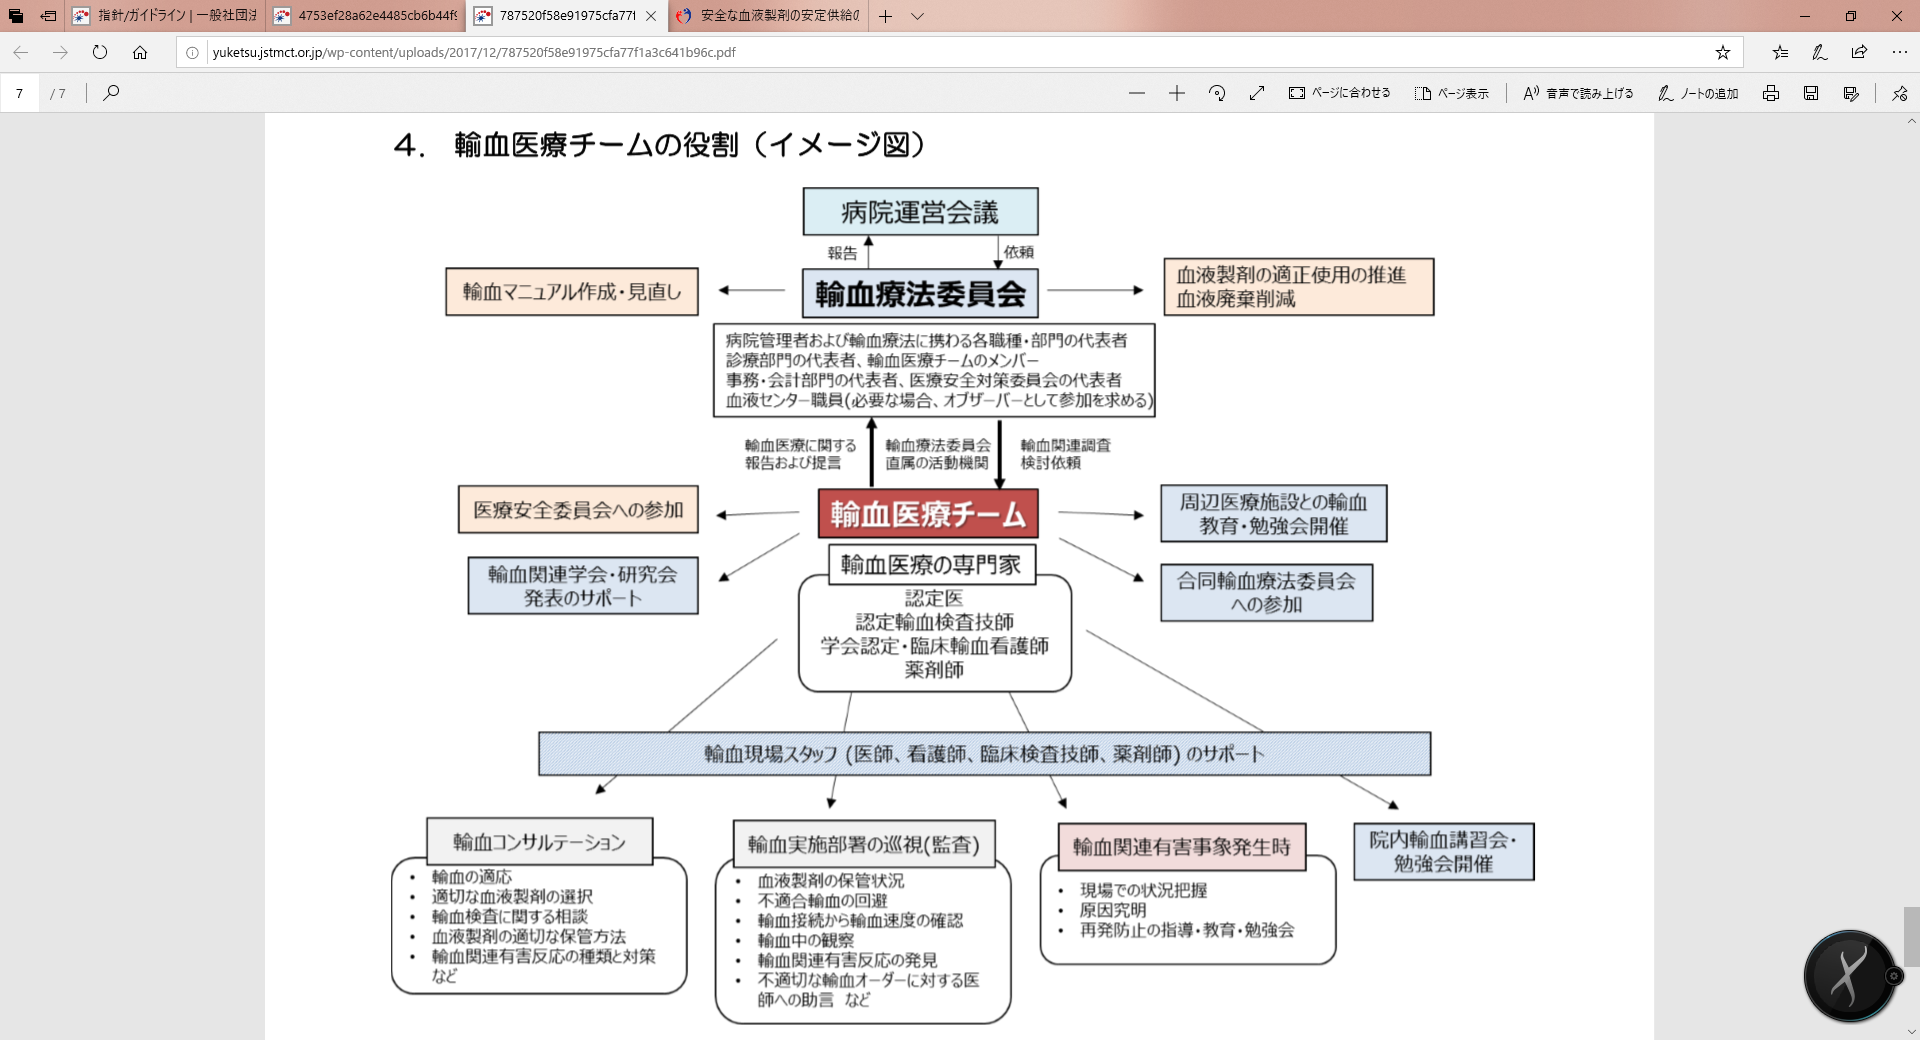 指針/ガイドライン | 一般社団法
4753ef28a62e4485cb6b44f9
787520f58e91975cfa77f
安全な血液製剤の安定供給の
yuketsu.jstmct.or.jp/wp-content/uploads/2017/12/787520f58e91975cfa77f1a3c641b96c.pdf
7 / 7
ページに合わせる
ページ表示
音声で読み上げる
ノートの追加
４． 輸血医療チームの役割（イメージ図）
病院運営会議
報告
依頼
輸血マニュアル作成・見直し
輸血療法委員会
血液製剤の適正使用の推進
血液廃棄削減
病院管理者および輸血療法に携わる各職種・部門の代表者
診療部門の代表者、輸血医療チームのメンバー
事務・会計部門の代表者、医療安全対策委員会の代表者
血液センター職員(必要な場合、オブザーバーとして参加を求める)
輸血医療に関する
報告および提言
輸血療法委員会
直属の活動機関
輸血関連調査
検討依頼
医療安全委員会への参加
輸血医療チーム
周辺医療施設との輸血
教育・勉強会開催
輸血関連学会・研究会
発表のサポート
輸血医療の専門家
認定医
認定輸血検査技師
学会認定・臨床輸血看護師
薬剤師
合同輸血療法委員会
への参加
輸血現場スタッフ (医師、看護師、臨床検査技師、薬剤師) のサポート
輸血コンサルテーション
• 輸血の適応
• 適切な血液製剤の選択
• 輸血検査に関する相談
• 血液製剤の適切な保管方法
• 輸血関連有害反応の種類と対策
など
輸血実施部署の巡視(監査)
• 血液製剤の保管状況
• 不適合輸血の回避
• 輸血接続から輸血速度の確認
• 輸血中の観察
• 輸血関連有害反応の発見
• 不適切な輸血オーダーに対する医
師への助言 など
輸血関連有害事象発生時
• 現場での状況把握
• 原因究明
• 再発防止の指導・教育・勉強会
院内輸血講習会・
勉強会開催